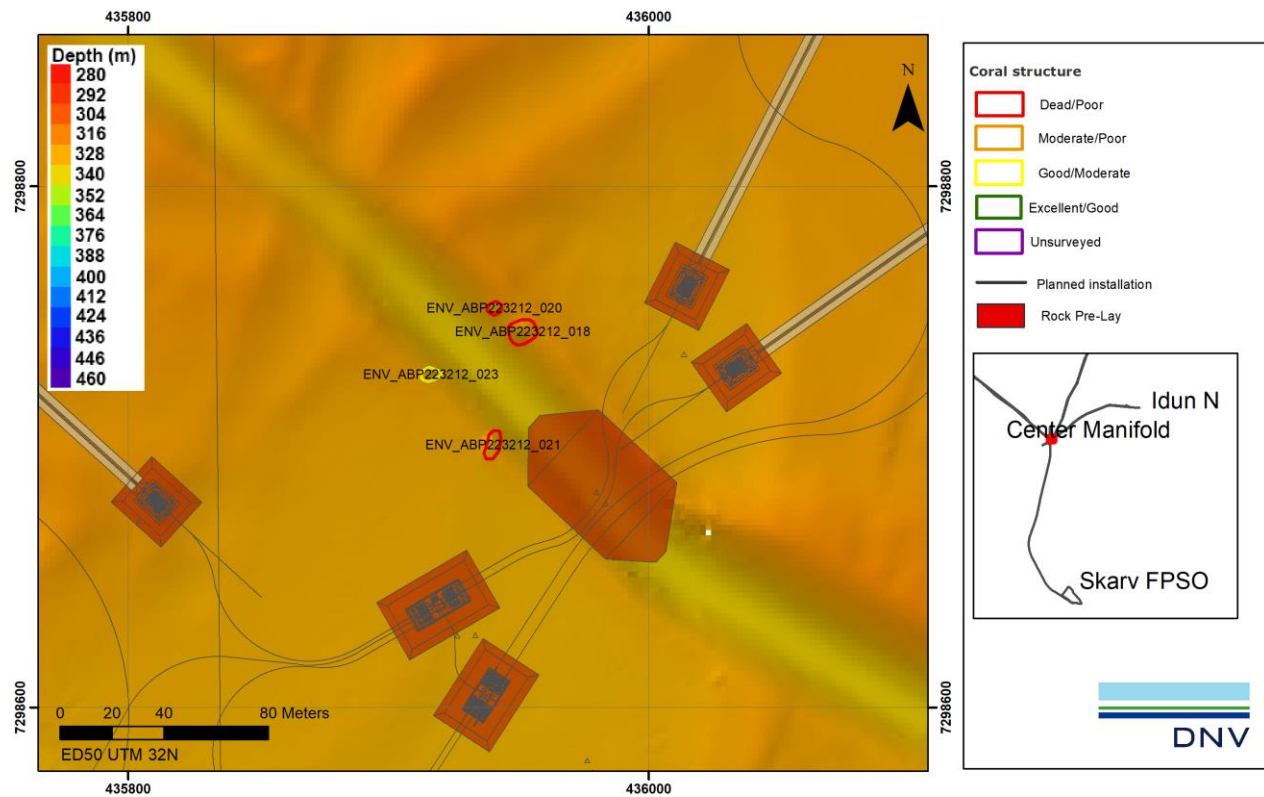 435800
436000
Depth (m)
280
292
304
316
328
340
352
364
376
388
400
412
424
436
446
460
N
7298800
7298800
ENV_ABP223212_020
ENV_ABP223212_018
ENV_ABP223212_023
ENV_ABP223212_021
7298600
7298600
0 20 40 80 Meters
ED50 UTM 32N
435800
436000
Coral structure
Dead/Poor
Moderate/Poor
Good/Moderate
Excellent/Good
Unsurveyed
Planned installation
Rock Pre-Lay
Idun N
Center Manifold
Skarv FPSO
DNV